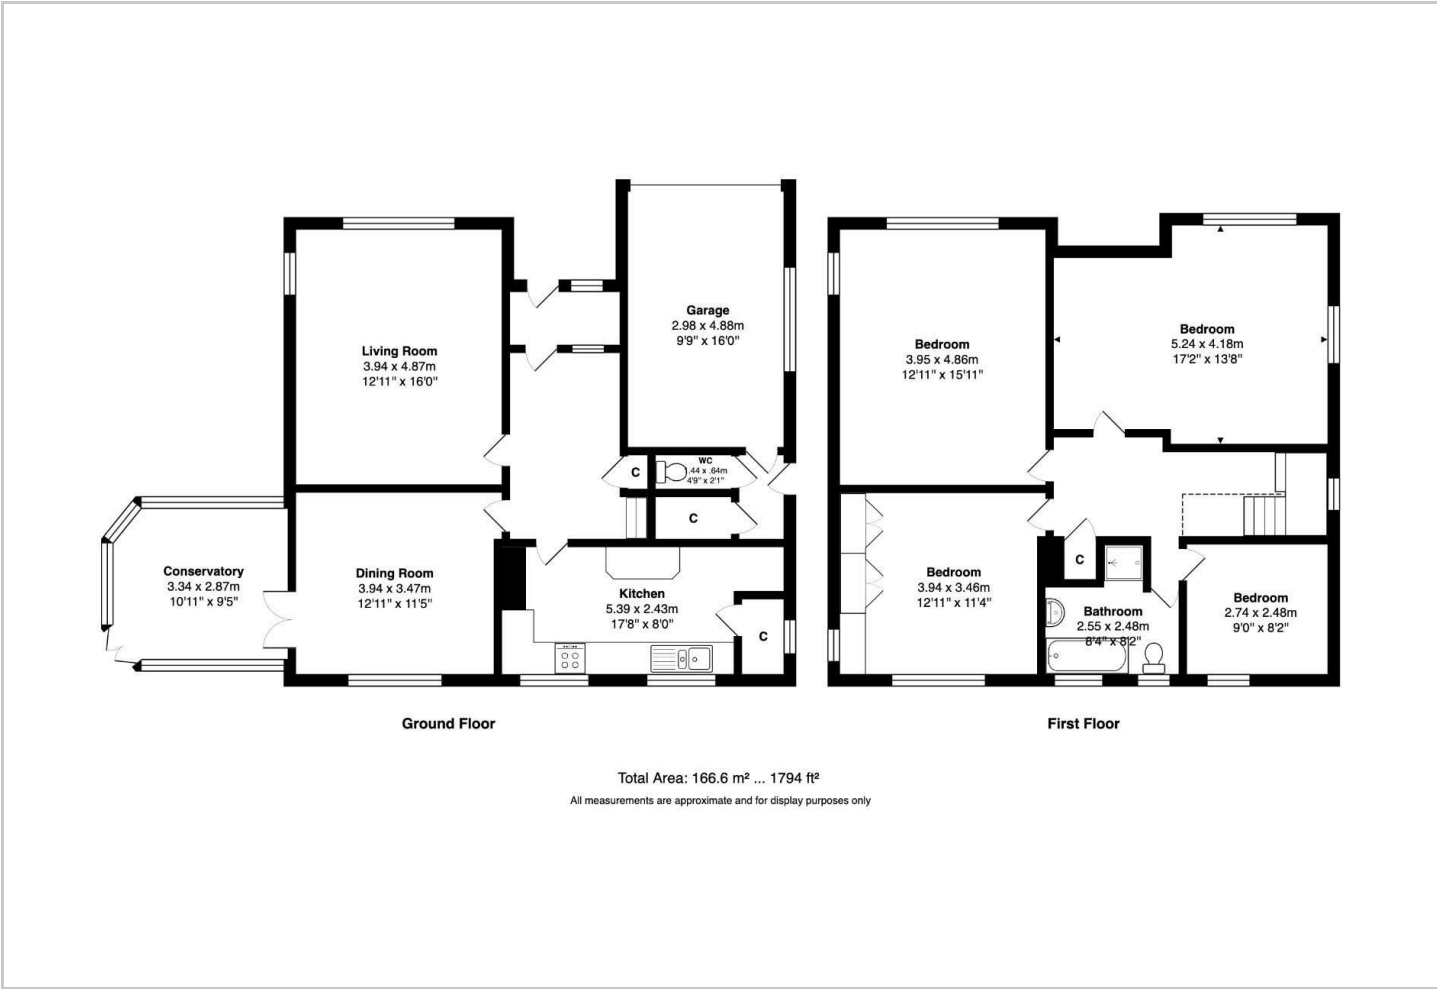 Garage
2.98 x 4.88m
9'9" x 16'0"
Living Room
3.94 x 4.87m
12'11" x 16'0"
WC
.44 x .64m
4'9" x 2'1"
C
C
Conservatory
3.34 x 2.87m
10'11" x 9'5"
Dining Room
3.94 x 3.47m
12'11" x 11'5"
Kitchen
5.39 x 2.43m
17'8" x 8'0"
C
Ground Floor
Bedroom
3.95 x 4.86m
12'11" x 15'11"
Bedroom
5.24 x 4.18m
17'2" x 13'8"
Bedroom
3.94 x 3.46m
12'11" x 11'4"
C
Bathroom
2.55 x 2.48m
8'4" x 8'2"
Bedroom
2.74 x 2.48m
9'0" x 8'2"
First Floor
Total Area: 166.6 m² ... 1794 ft²
All measurements are approximate and for display purposes only